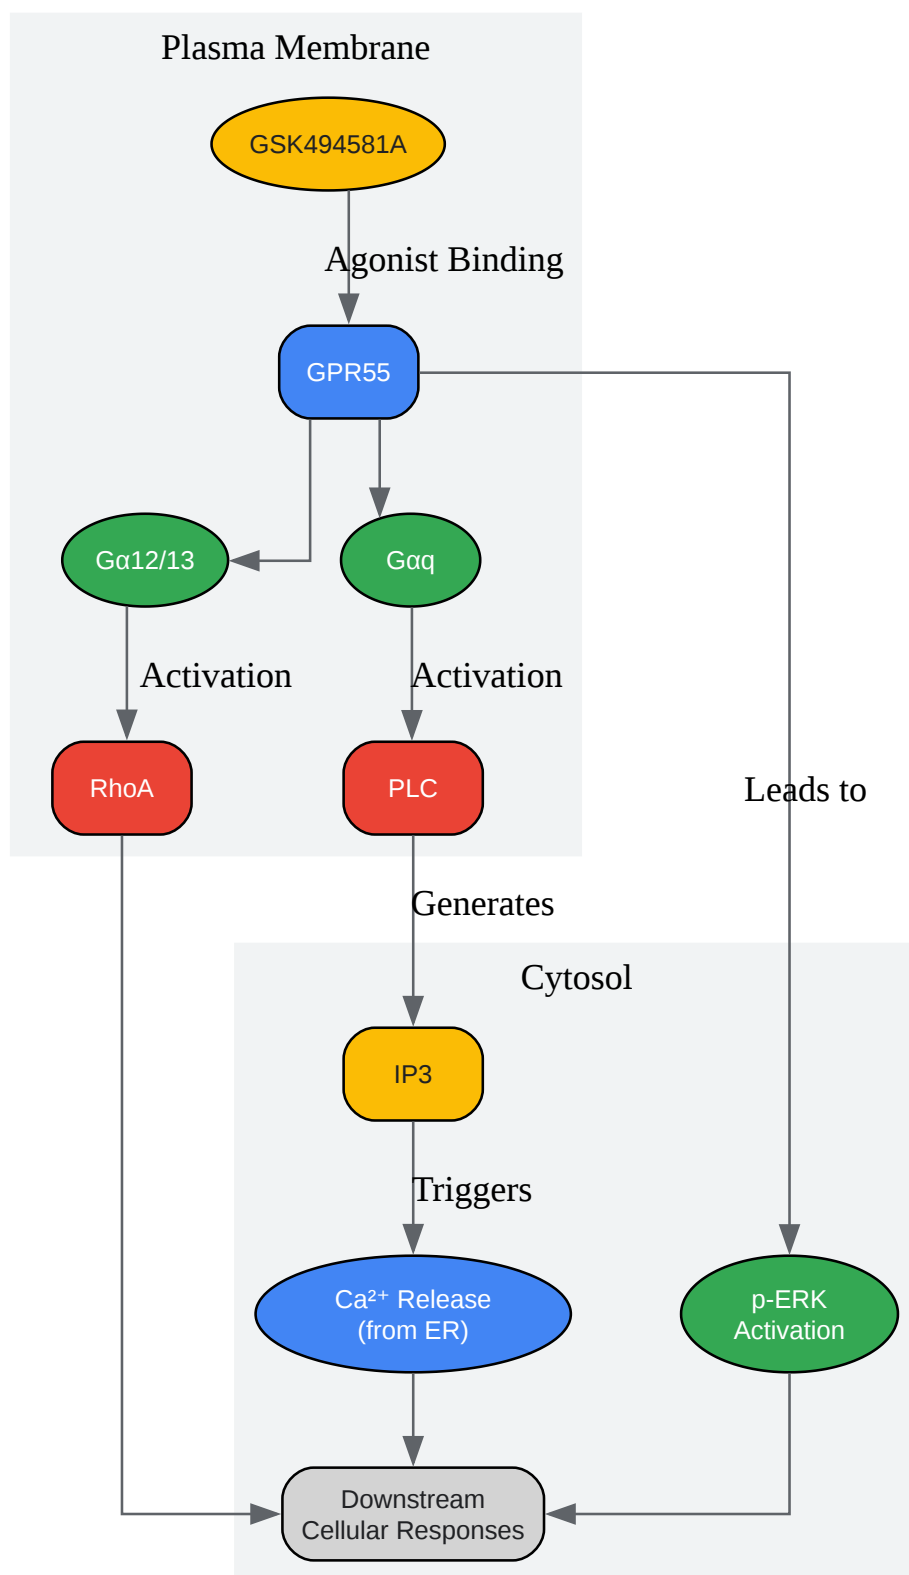 Plasma Membrane
GSK494581A
Agonist Binding
GPR55
Gα12/13
Gαq
Activation
Activation
RhoA
PLC
Leads to
Generates
Cytosol
IP3
Triggers
Ca²⁺ Release
(from ER)
p-ERK
Activation
Downstream
Cellular Responses